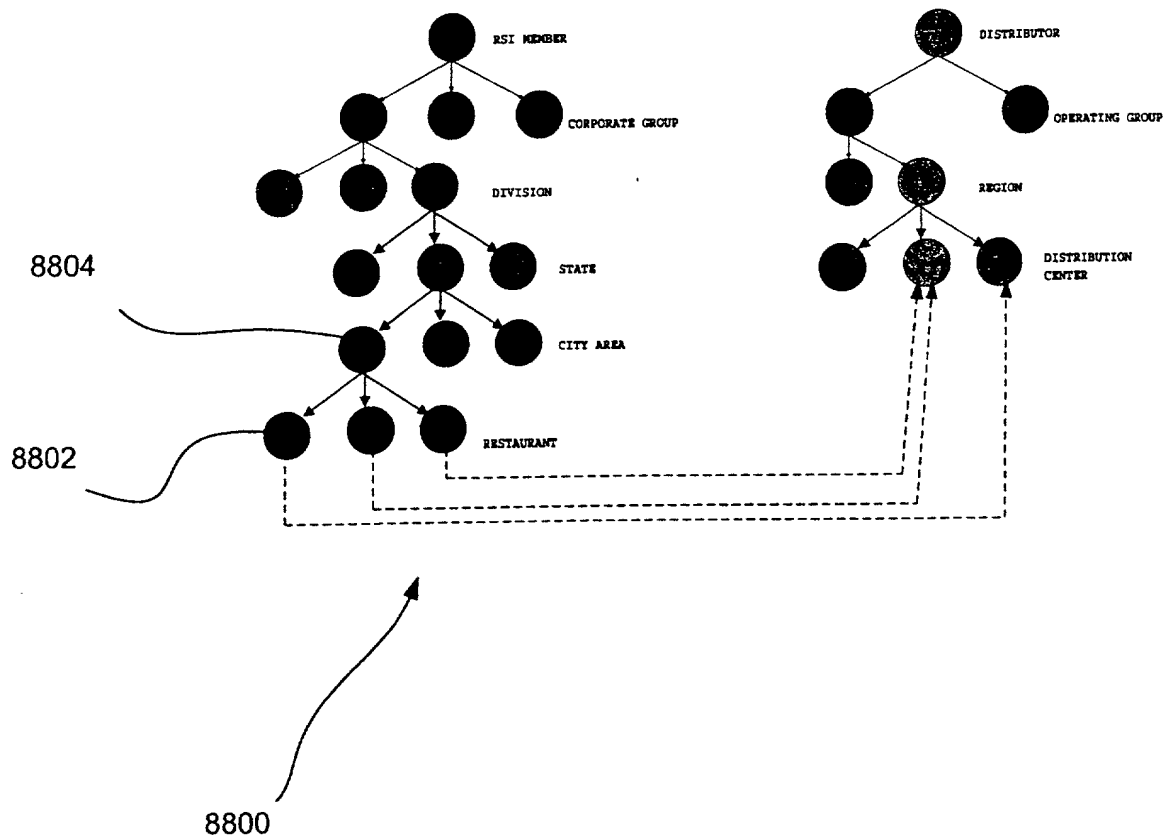 RSI MEMBER
DISTRIBUTOR
CORPORATE GROUP
OPERATING GROUP
DIVISION
REGION
8804
STATE
DISTRIBUTION
CENTER
CITY AREA
8802
RESTAURANT
8800